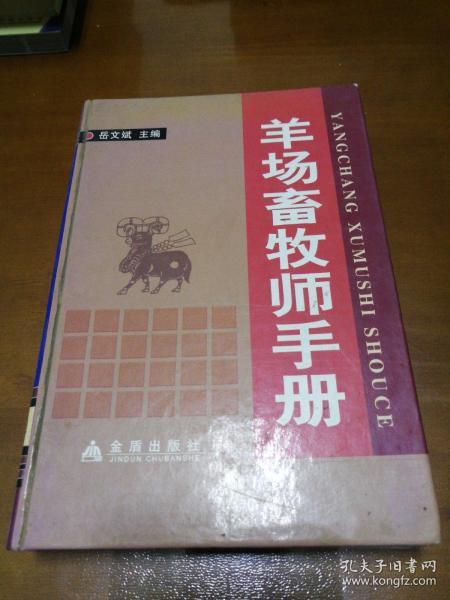 岳文斌 主编
羊场畜牧师手册
YANGCHANG XUMUSHI SHOUCE
金盾出版社
JINDUN CHUBANSHE
孔夫子旧书网
www.kongfz.com